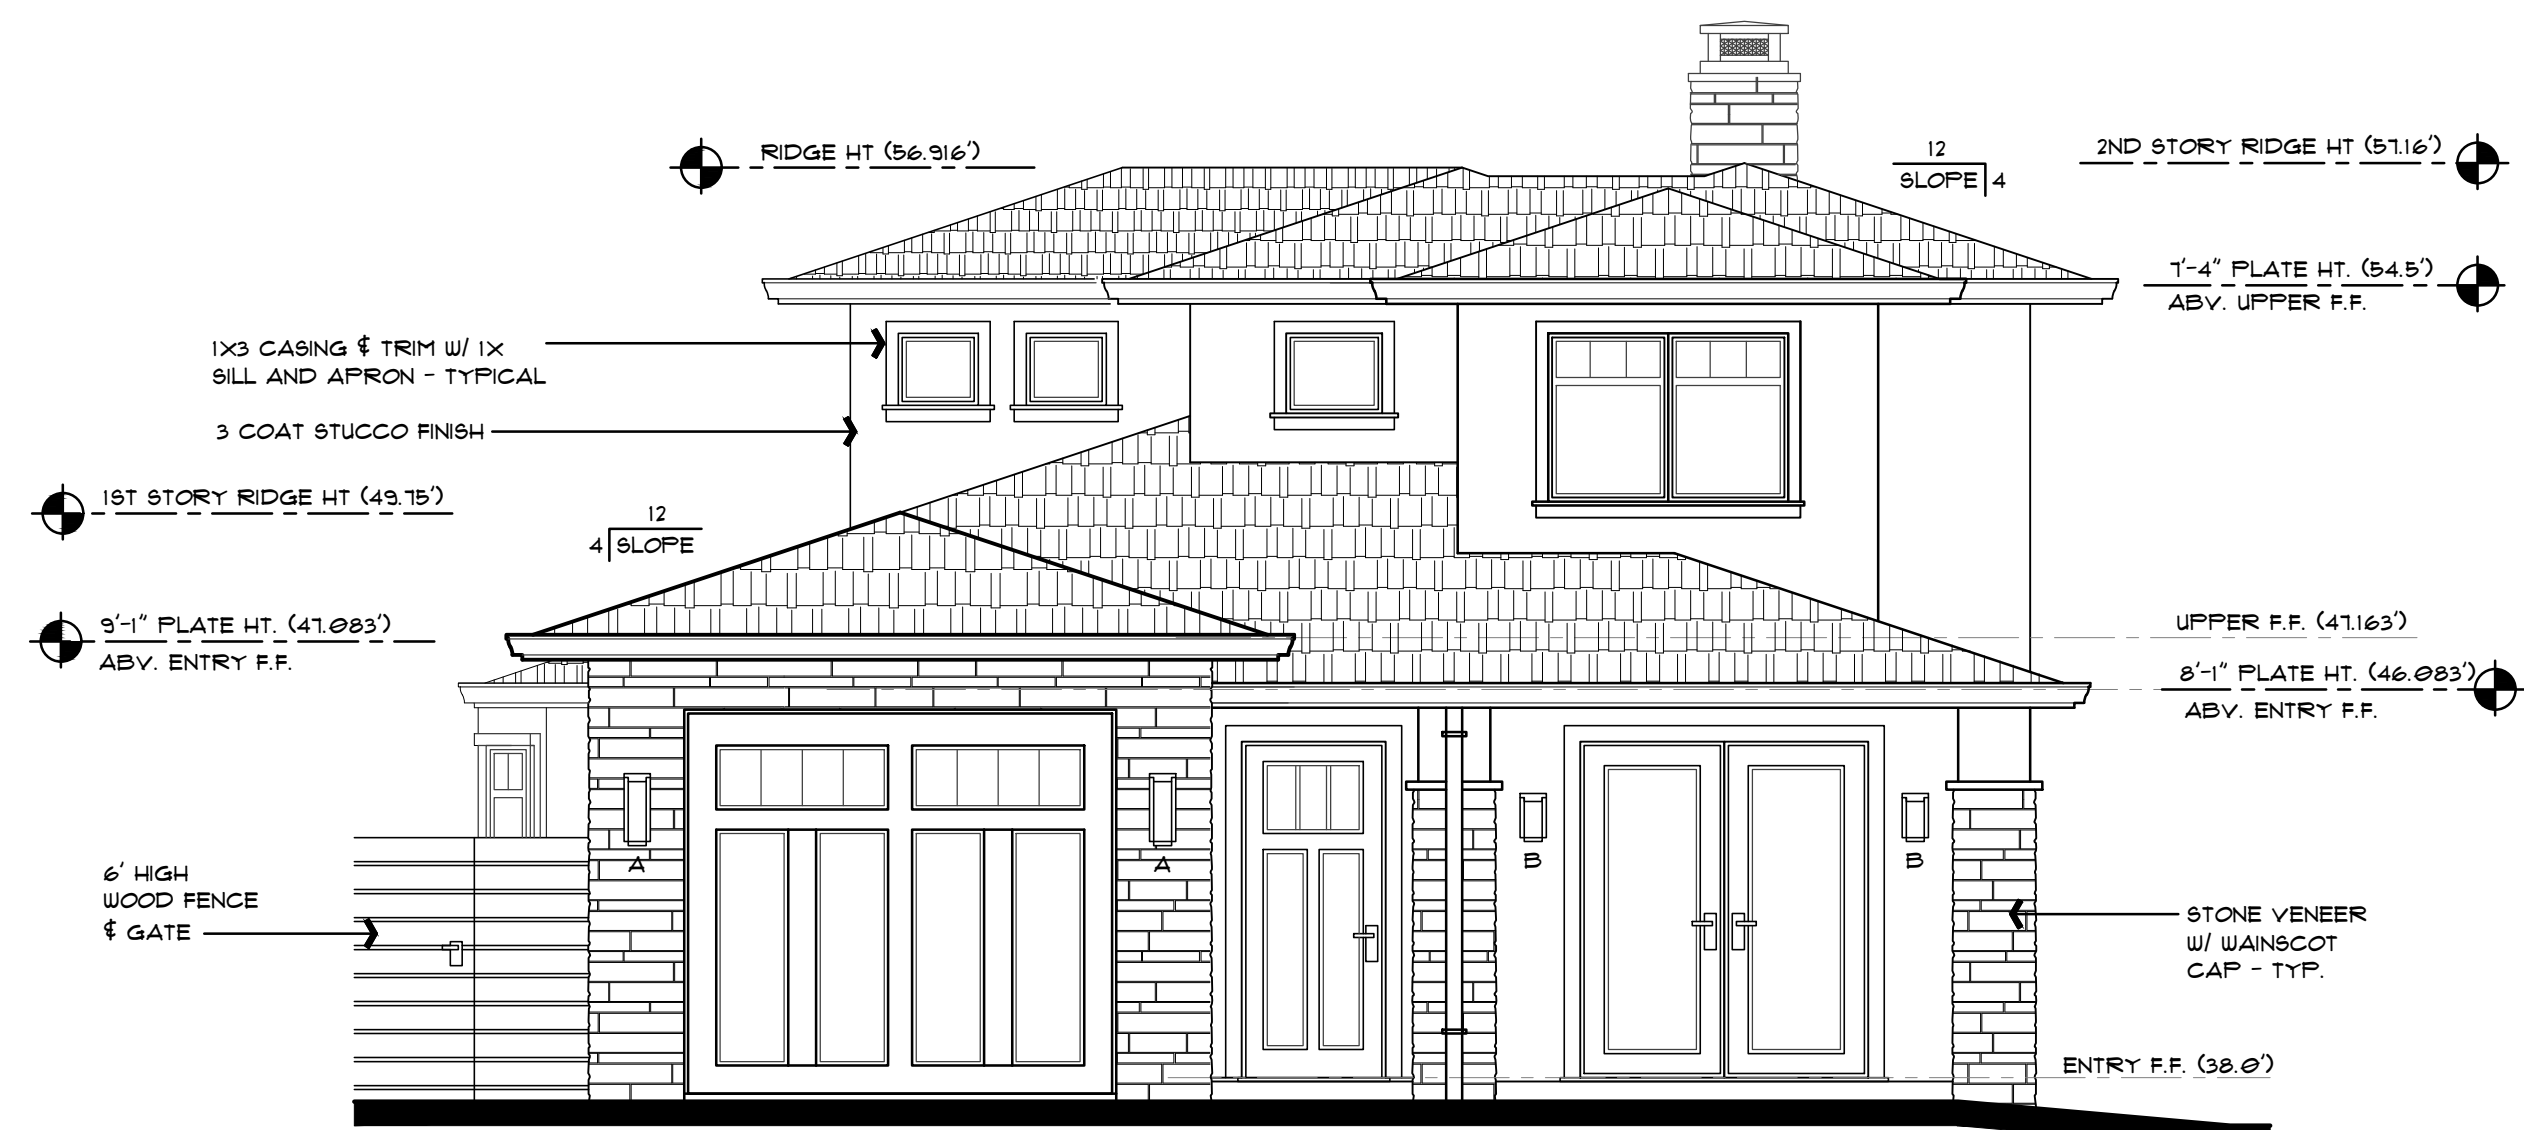 RIDGE HT (56.916')
2ND STORY RIDGE HT (57.16')
12
SLOPE 4
7'-4" PLATE HT. (54.5')
ABV. UPPER F.F.
1X3 CASING & TRIM W/ 1X
SILL AND APRON - TYPICAL
3 COAT STUCCO FINISH
1ST STORY RIDGE HT (49.75')
12
4 SLOPE
9'-1" PLATE HT. (47.083')
ABV. ENTRY F.F.
UPPER F.F. (47.163')
8'-1" PLATE HT. (46.083')
ABV. ENTRY F.F.
A
A
B
B
6' HIGH
WOOD FENCE
& GATE
STONE VENEER
W/ WAINSCOT
CAP - TYP.
ENTRY F.F. (38.0')